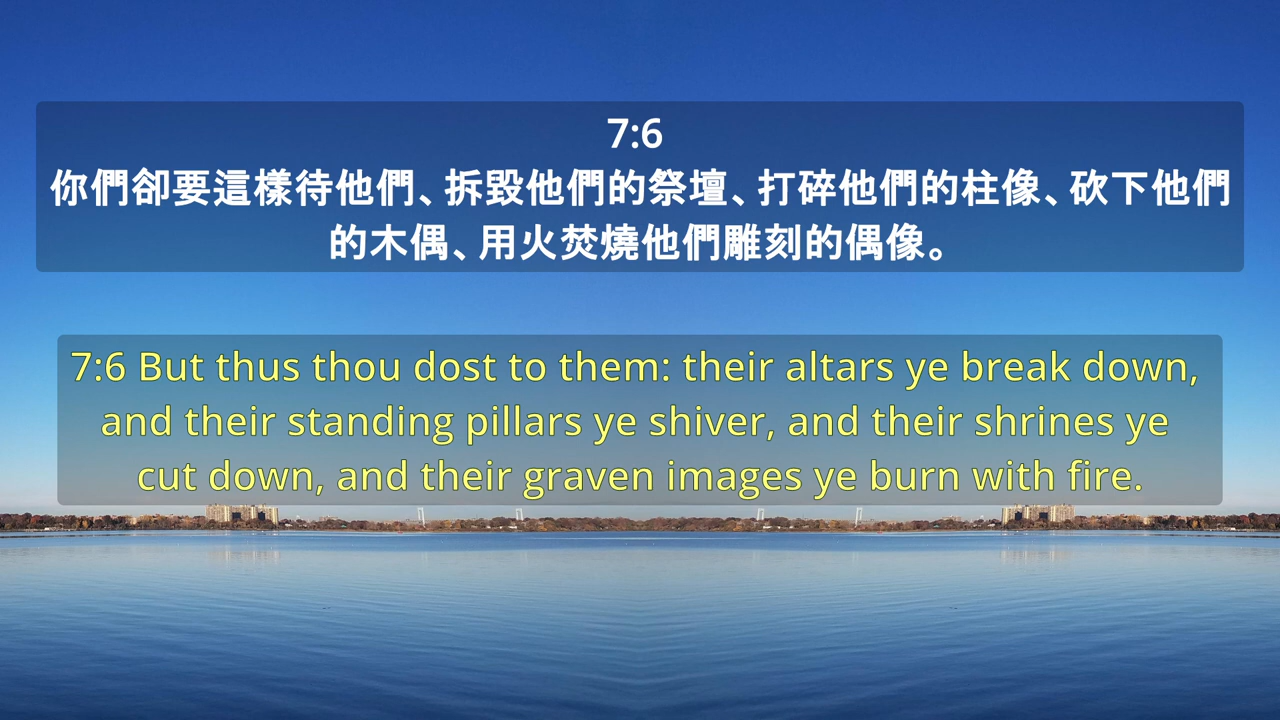 7:6
你們卻要這樣待他們、拆毀他們的祭壇、打碎他們的柱像、砍下他們
的木偶、用火焚燒他們雕刻的偶像。
7:6 But thus thou dost to them: their altars ye break down,
and their standing pillars ye shiver, and their shrines ye
cut down, and their graven images ye burn with fire.